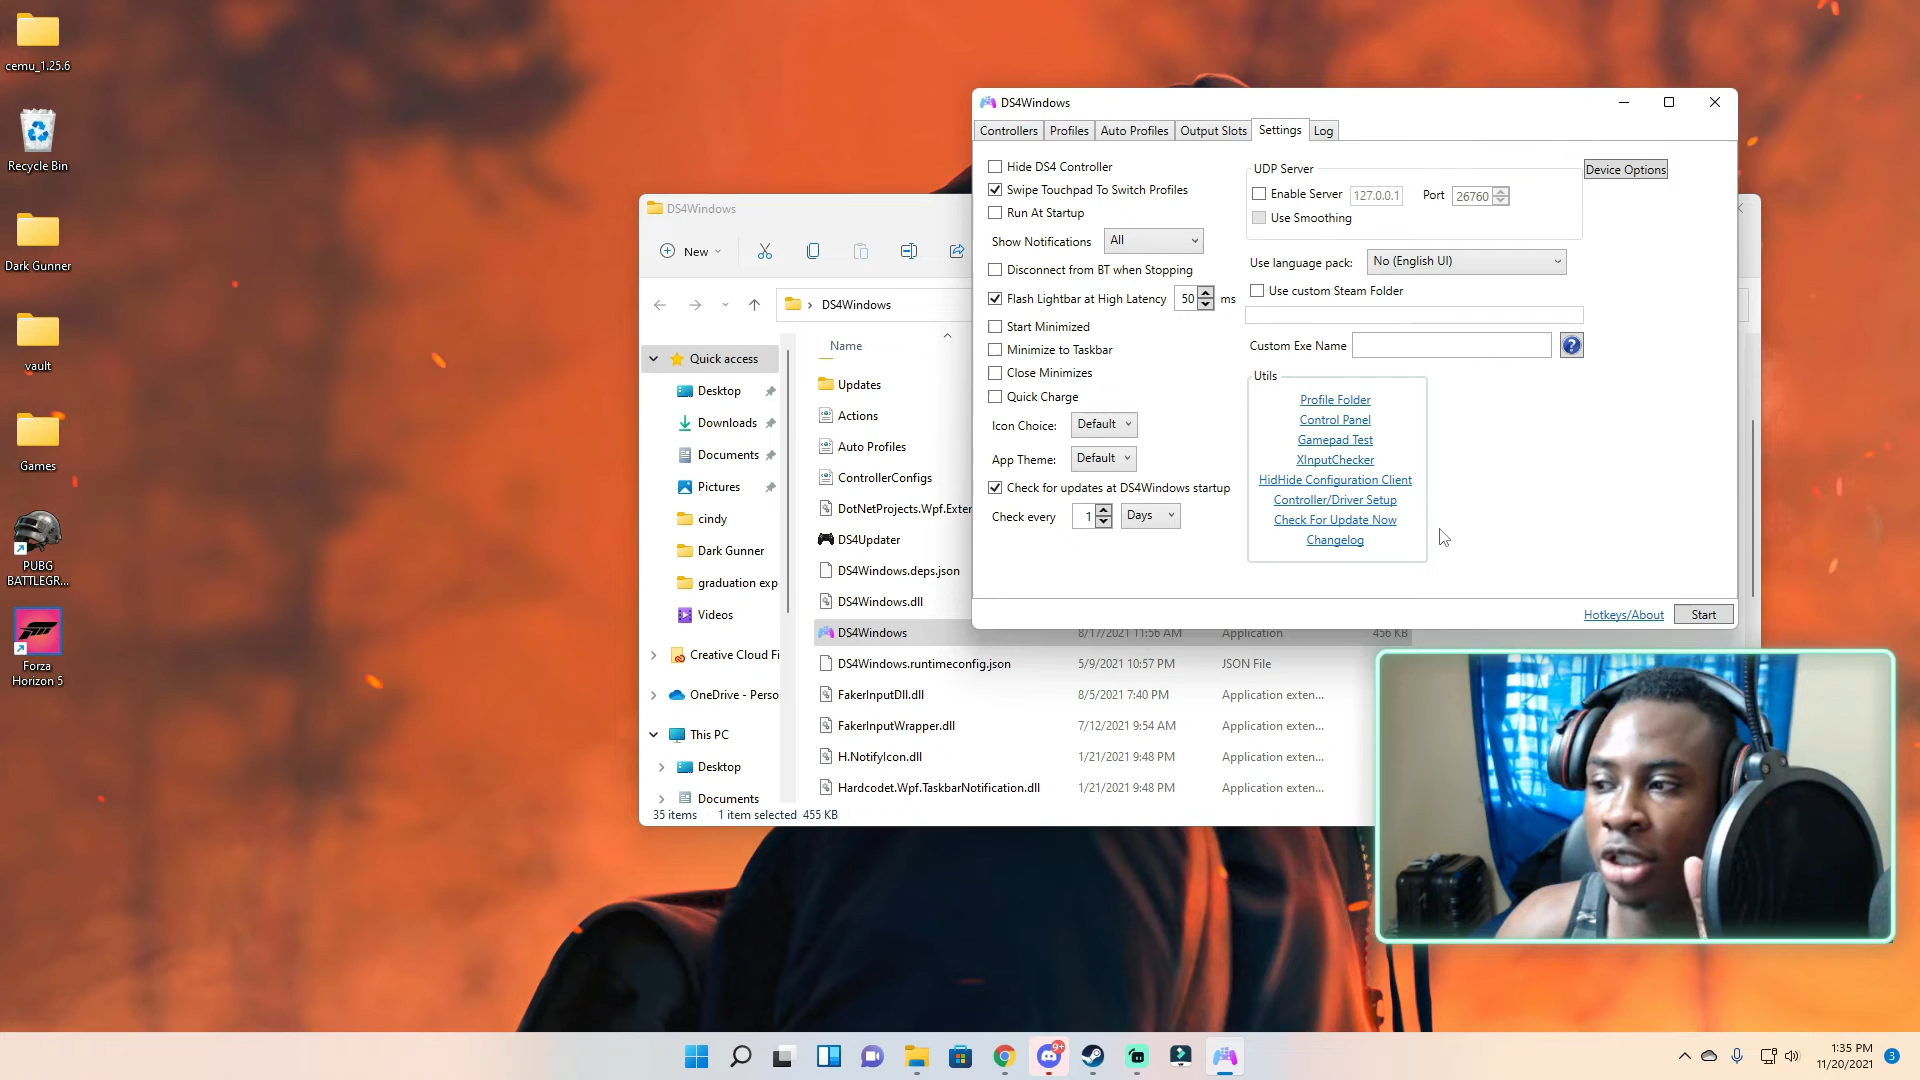 cemu_1.25.6
Recycle Bin
Dark Gunner
vault
Games
PUBG
BATTLEGR...
Forza
Horizon 5
DS4Windows
New
DS4Windows
Quick access
Desktop
Downloads
Documents
Pictures
cindy
Dark Gunner
graduation exp
Videos
Creative Cloud Fi
OneDrive - Perso
This PC
Desktop
Documents
Name
Updates
Actions
Auto Profiles
ControllerConfigs
DotNetProjects.Wpf.Exter
DS4Updater
DS4Windows.deps.json
DS4Windows.dll
DS4Windows 8/17/2021 11:56 AM Application 456 KB
DS4Windows.runtimeconfig.json 5/9/2021 10:57 PM JSON File
FakerInputDll.dll 8/5/2021 7:40 PM Application exten...
FakerInputWrapper.dll 7/12/2021 9:54 AM Application exten...
H.NotifyIcon.dll 1/21/2021 9:48 PM Application exten...
Hardcodet.Wpf.TaskbarNotification.dll 1/21/2021 9:48 PM Application exten...
35 items 1 item selected 455 KB
DS4Windows
Controllers Profiles Auto Profiles Output Slots Settings Log
Hide DS4 Controller
Swipe Touchpad To Switch Profiles
Run At Startup
Show Notifications All
Disconnect from BT when Stopping
Flash Lightbar at High Latency 50 ms
Start Minimized
Minimize to Taskbar
Close Minimizes
Quick Charge
Icon Choice: Default
App Theme: Default
Check for updates at DS4Windows startup
Check every 1 Days
UDP Server
Enable Server 127.0.0.1 Port 26760
Use Smoothing
Device Options
Use language pack: No (English UI)
Use custom Steam Folder
Custom Exe Name ?
Utils
Profile Folder
Control Panel
Gamepad Test
XInputChecker
HidHide Configuration Client
Controller/Driver Setup
Check For Update Now
Changelog
Hotkeys/About Start
9+
1:35 PM
11/20/2021
3